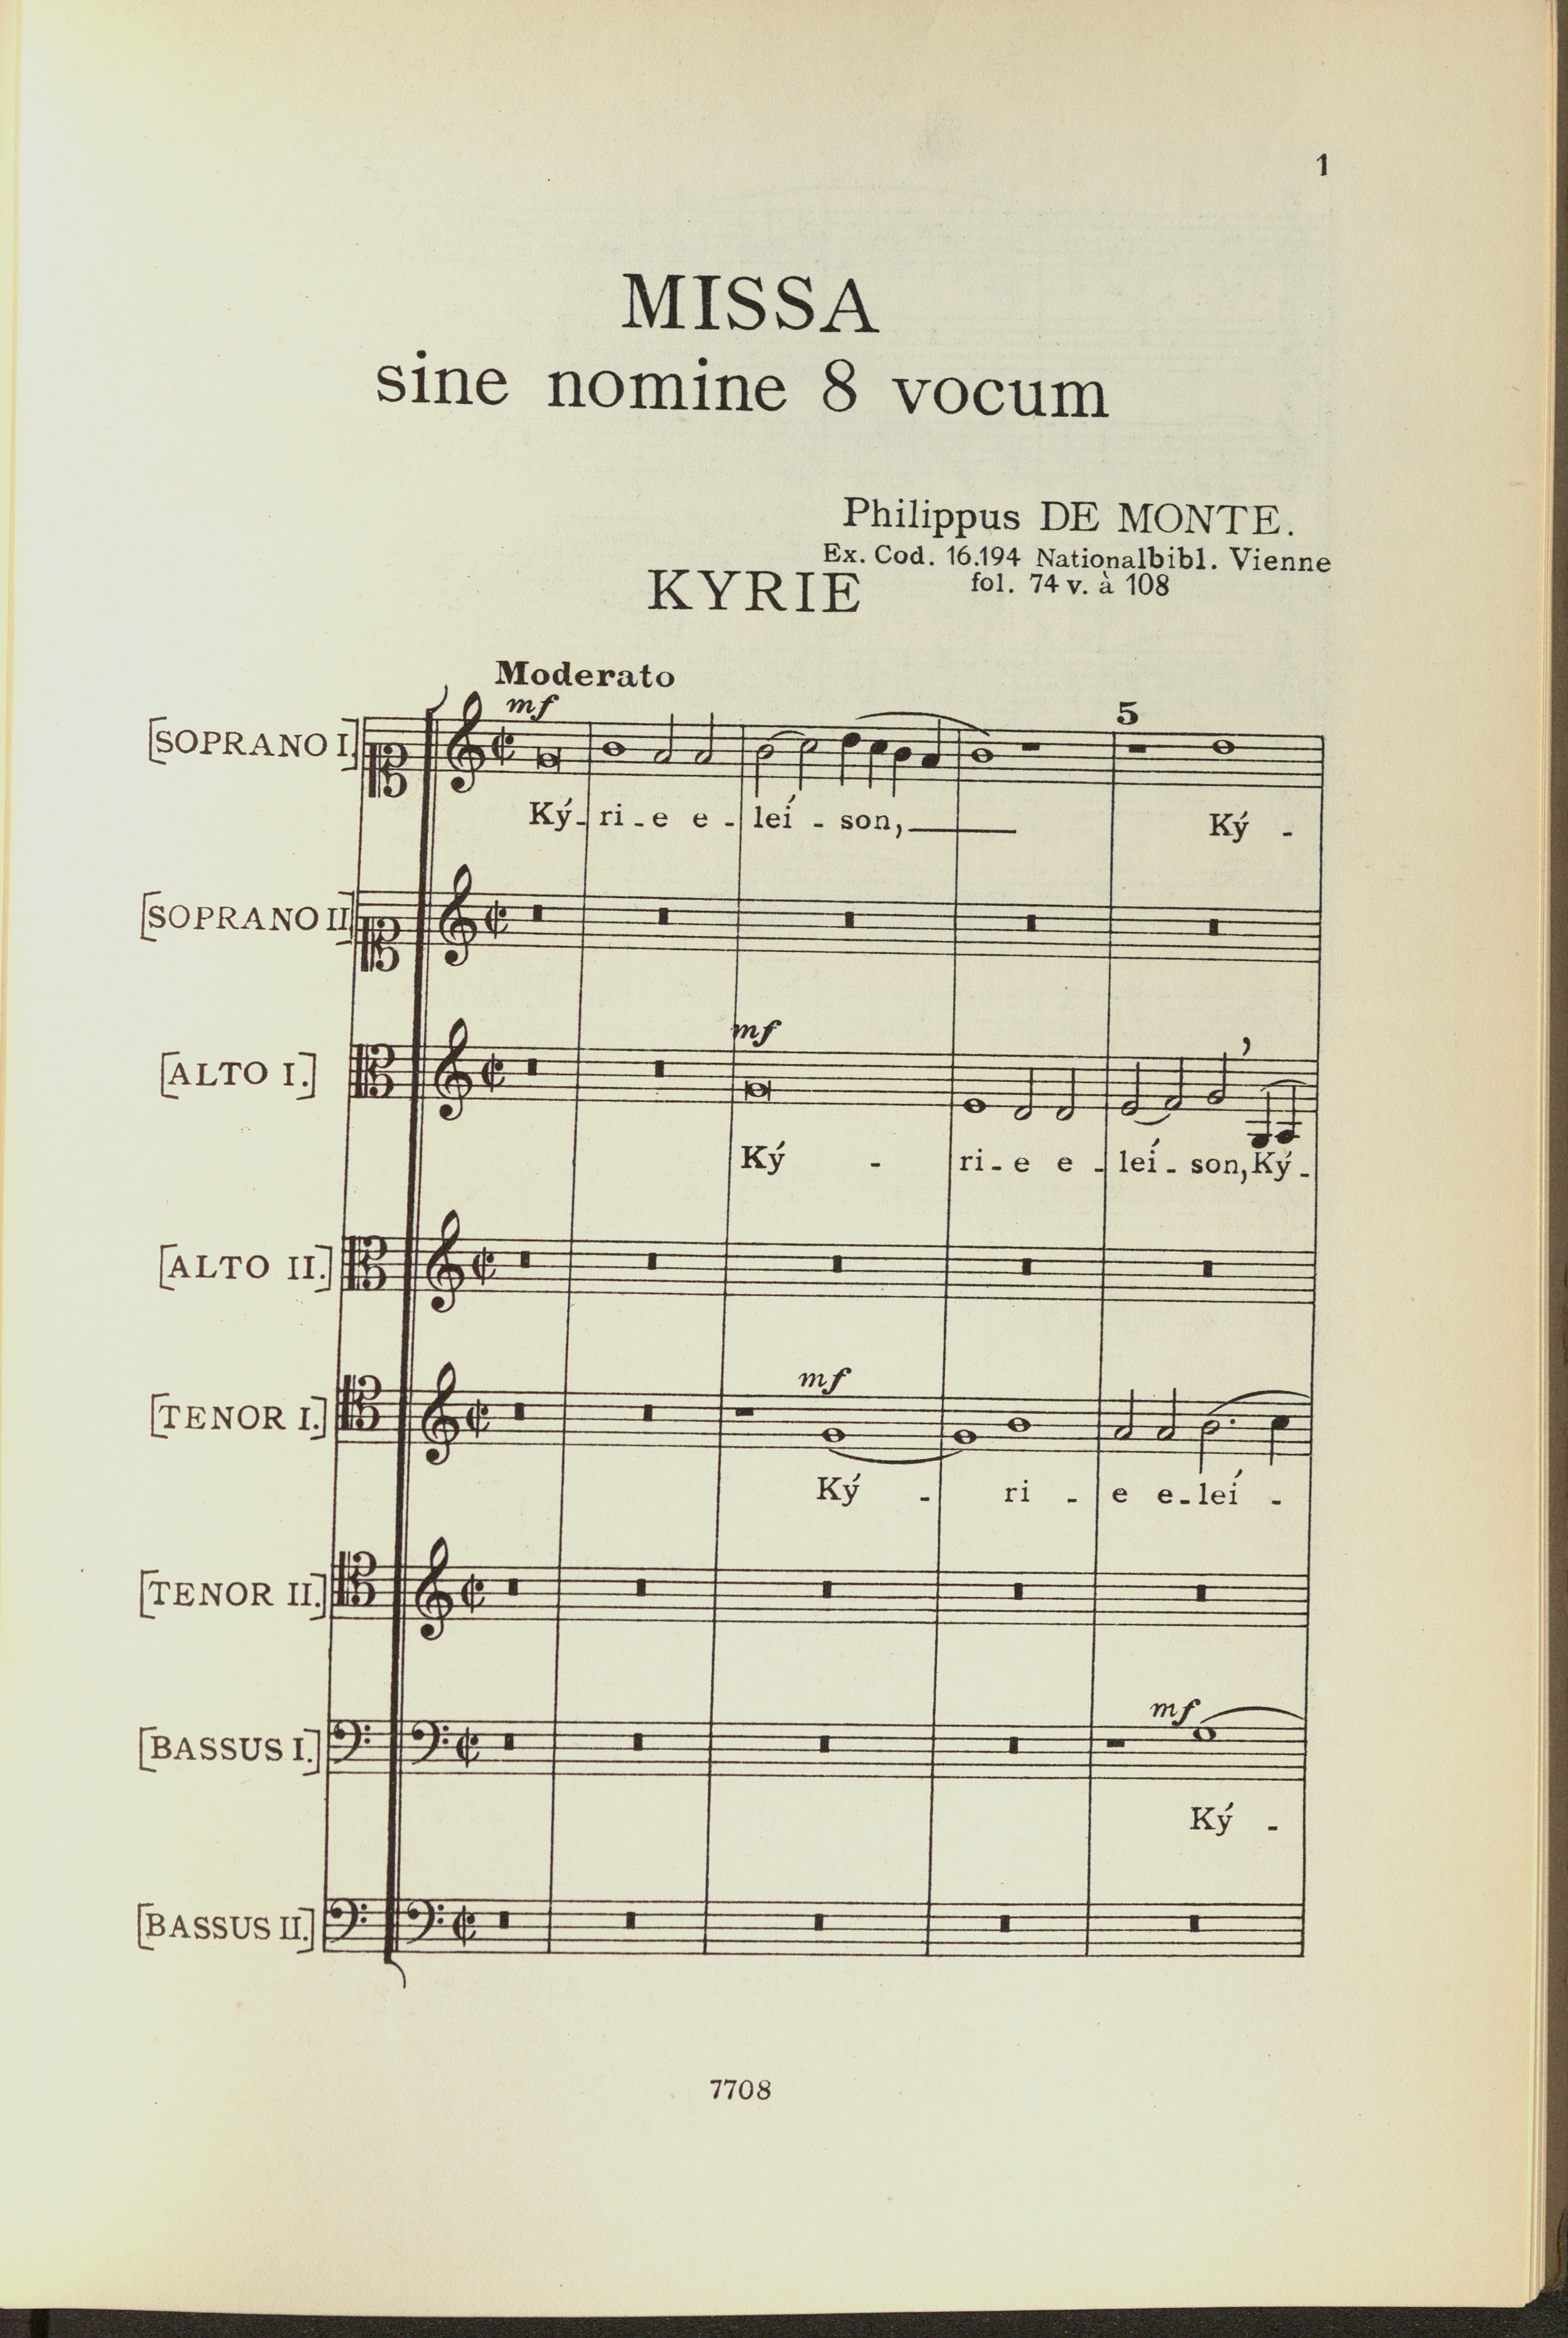 1
MISSA
sine nomine 8 vocum
Philippus DE MONTE.
Ex. Cod. 16.194 Nationalbibl. Vienne
fol. 74 v. à 108
KYRIE
Moderato
mf
5
[SOPRANO I.]
Ký - ri - e e - leí - son, Ký -
[SOPRANO II.]
mf
[ALTO I.]
Ký - ri - e e - leí - son, Ký -
[ALTO II.]
mf
[TENOR I.]
Ký - ri - e e - leí -
[TENOR II.]
mf
[BASSUS I.]
Ký -
[BASSUS II.]
7708